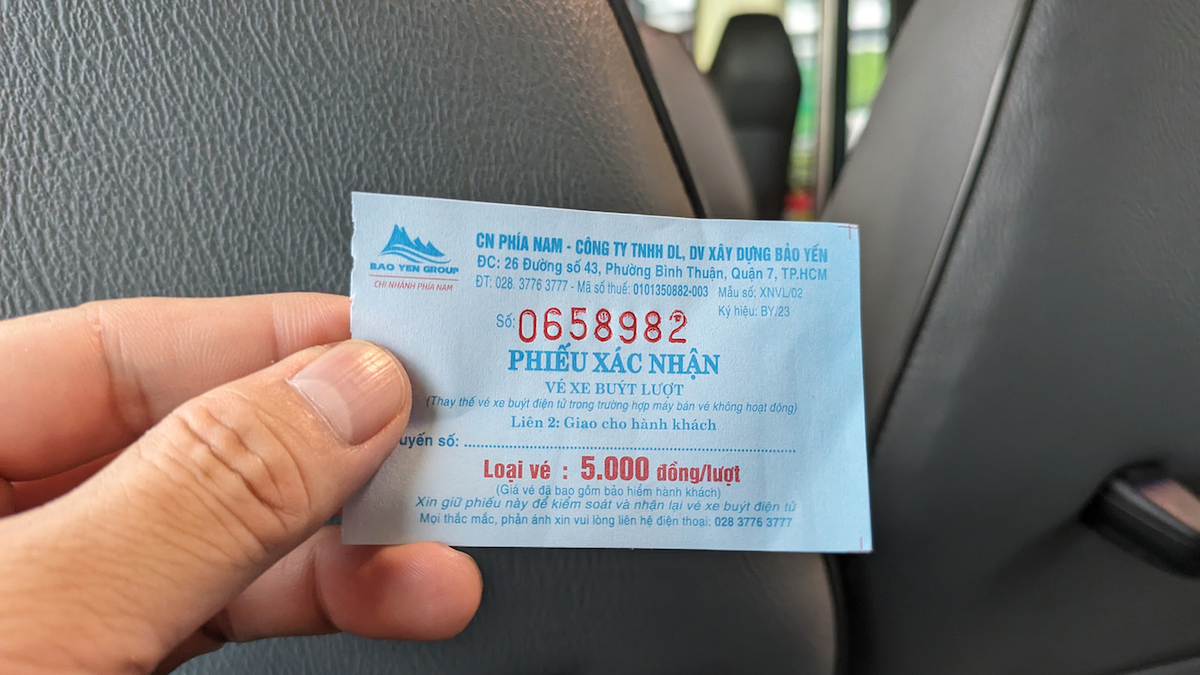 BAO YEN GROUP
CHI NHÁNH PHÍA NAM
CN PHÍA NAM - CÔNG TY TNHH DL, DV XÂY DỰNG BẢO YẾN
ĐC: 26 Đường số 43, Phường Bình Thuận, Quận 7, TP.HCM
ĐT: 028. 3776 3777 - Mã số thuế: 0101350882-003 Mẫu số: XNVL/02
Ký hiệu: BY/23
Số: 0658982
PHIẾU XÁC NHẬN
VÉ XE BUÝT LƯỢT
(Thay thế vé xe buýt điện tử trong trường hợp máy bán vé không hoạt động)
Liên 2: Giao cho hành khách
uyến số:
Loại vé : 5.000 đồng/lượt
(Giá vé đã bao gồm bảo hiểm hành khách)
Xin giữ phiếu này để kiểm soát và nhận lại vé xe buýt điện tử
Mọi thắc mắc, phản ánh xin vui lòng liên hệ điện thoại: 028 3776 3777